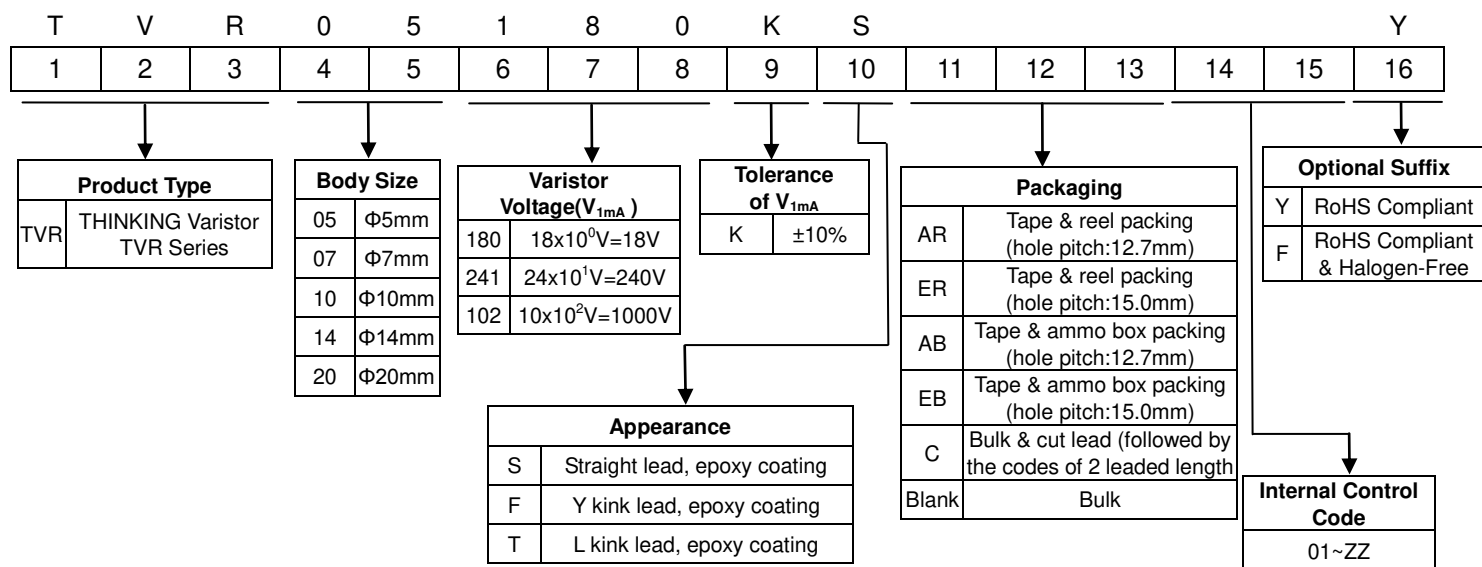 T V R 0 5 1 8 0 K S Y
1 2 3 4 5 6 7 8 9 10 11 12 13 14 15 16
Product Type
TVR THINKING Varistor
TVR Series
Body Size
05 Φ5mm
07 Φ7mm
10 Φ10mm
14 Φ14mm
20 Φ20mm
Varistor
Voltage(V1mA )
180 18x10⁰V=18V
241 24x10¹V=240V
102 10x10²V=1000V
Tolerance
of V1mA
K ±10%
Appearance
S Straight lead, epoxy coating
F Y kink lead, epoxy coating
T L kink lead, epoxy coating
Packaging
AR Tape & reel packing
(hole pitch:12.7mm)
ER Tape & reel packing
(hole pitch:15.0mm)
AB Tape & ammo box packing
(hole pitch:12.7mm)
EB Tape & ammo box packing
(hole pitch:15.0mm)
C Bulk & cut lead (followed by
the codes of 2 leaded length
Blank Bulk
Internal Control
Code
01~ZZ
Optional Suffix
Y RoHS Compliant
F RoHS Compliant
& Halogen-Free